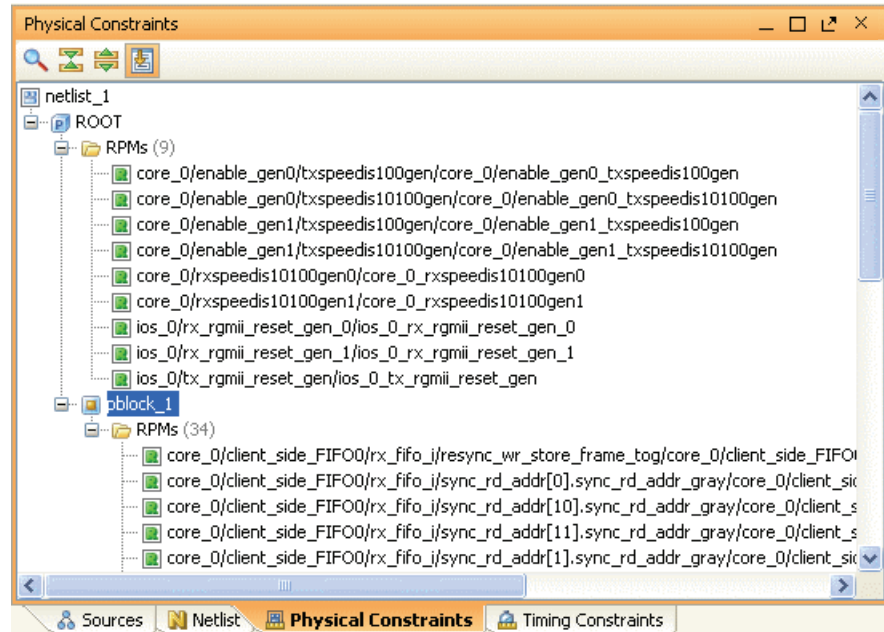 Physical Constraints
netlist_1
ROOT
RPMs (9)
core_0/enable_gen0/txspeedis100gen/core_0/enable_gen0_txspeedis100gen
core_0/enable_gen0/txspeedis10100gen/core_0/enable_gen0_txspeedis10100gen
core_0/enable_gen1/txspeedis100gen/core_0/enable_gen1_txspeedis100gen
core_0/enable_gen1/txspeedis10100gen/core_0/enable_gen1_txspeedis10100gen
core_0/rxspeedis10100gen0/core_0_rxspeedis10100gen0
core_0/rxspeedis10100gen1/core_0_rxspeedis10100gen1
ios_0/rx_rgmii_reset_gen_0/ios_0_rx_rgmii_reset_gen_0
ios_0/rx_rgmii_reset_gen_1/ios_0_rx_rgmii_reset_gen_1
ios_0/tx_rgmii_reset_gen/ios_0_tx_rgmii_reset_gen
pblock_1
RPMs (34)
core_0/client_side_FIFO0/rx_fifo_i/resync_wr_store_frame_tog/core_0/client_side_FIFO
core_0/client_side_FIFO0/rx_fifo_i/sync_rd_addr[0].sync_rd_addr_gray/core_0/client_si
core_0/client_side_FIFO0/rx_fifo_i/sync_rd_addr[10].sync_rd_addr_gray/core_0/client_s
core_0/client_side_FIFO0/rx_fifo_i/sync_rd_addr[11].sync_rd_addr_gray/core_0/client_s
core_0/client_side_FIFO0/rx_fifo_i/sync_rd_addr[1].sync_rd_addr_gray/core_0/client_si
Sources Netlist Physical Constraints Timing Constraints